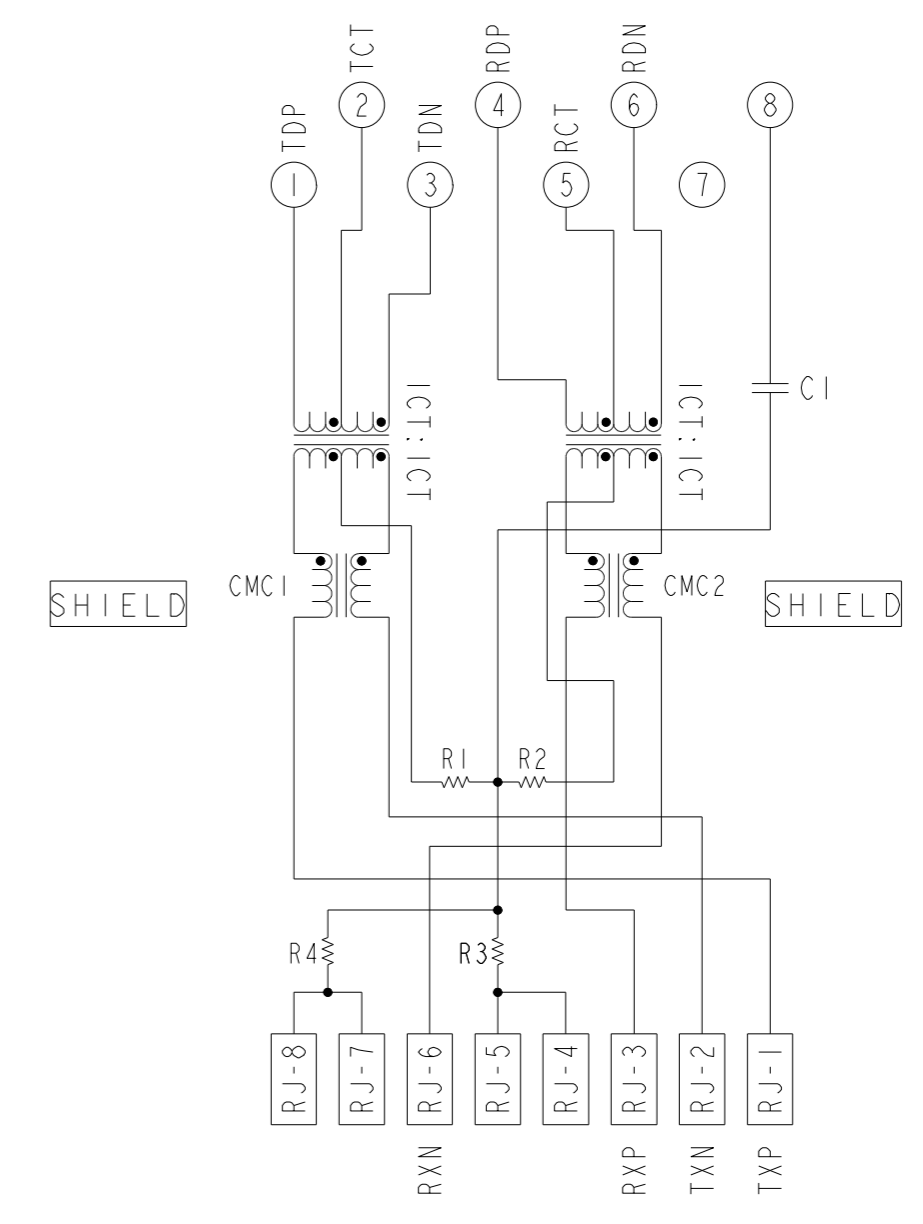 TCT
RDP
RDN
2
4
6
8
TDP
TDN
RCT
1
3
5
7
1CT:1CT
1CT:1CT
C1
CMC1
CMC2
SHIELD
SHIELD
R1
R2
R4
R3
RJ-8
RJ-7
RJ-6
RJ-5
RJ-4
RJ-3
RJ-2
RJ-1
RXN
RXP
TXN
TXP